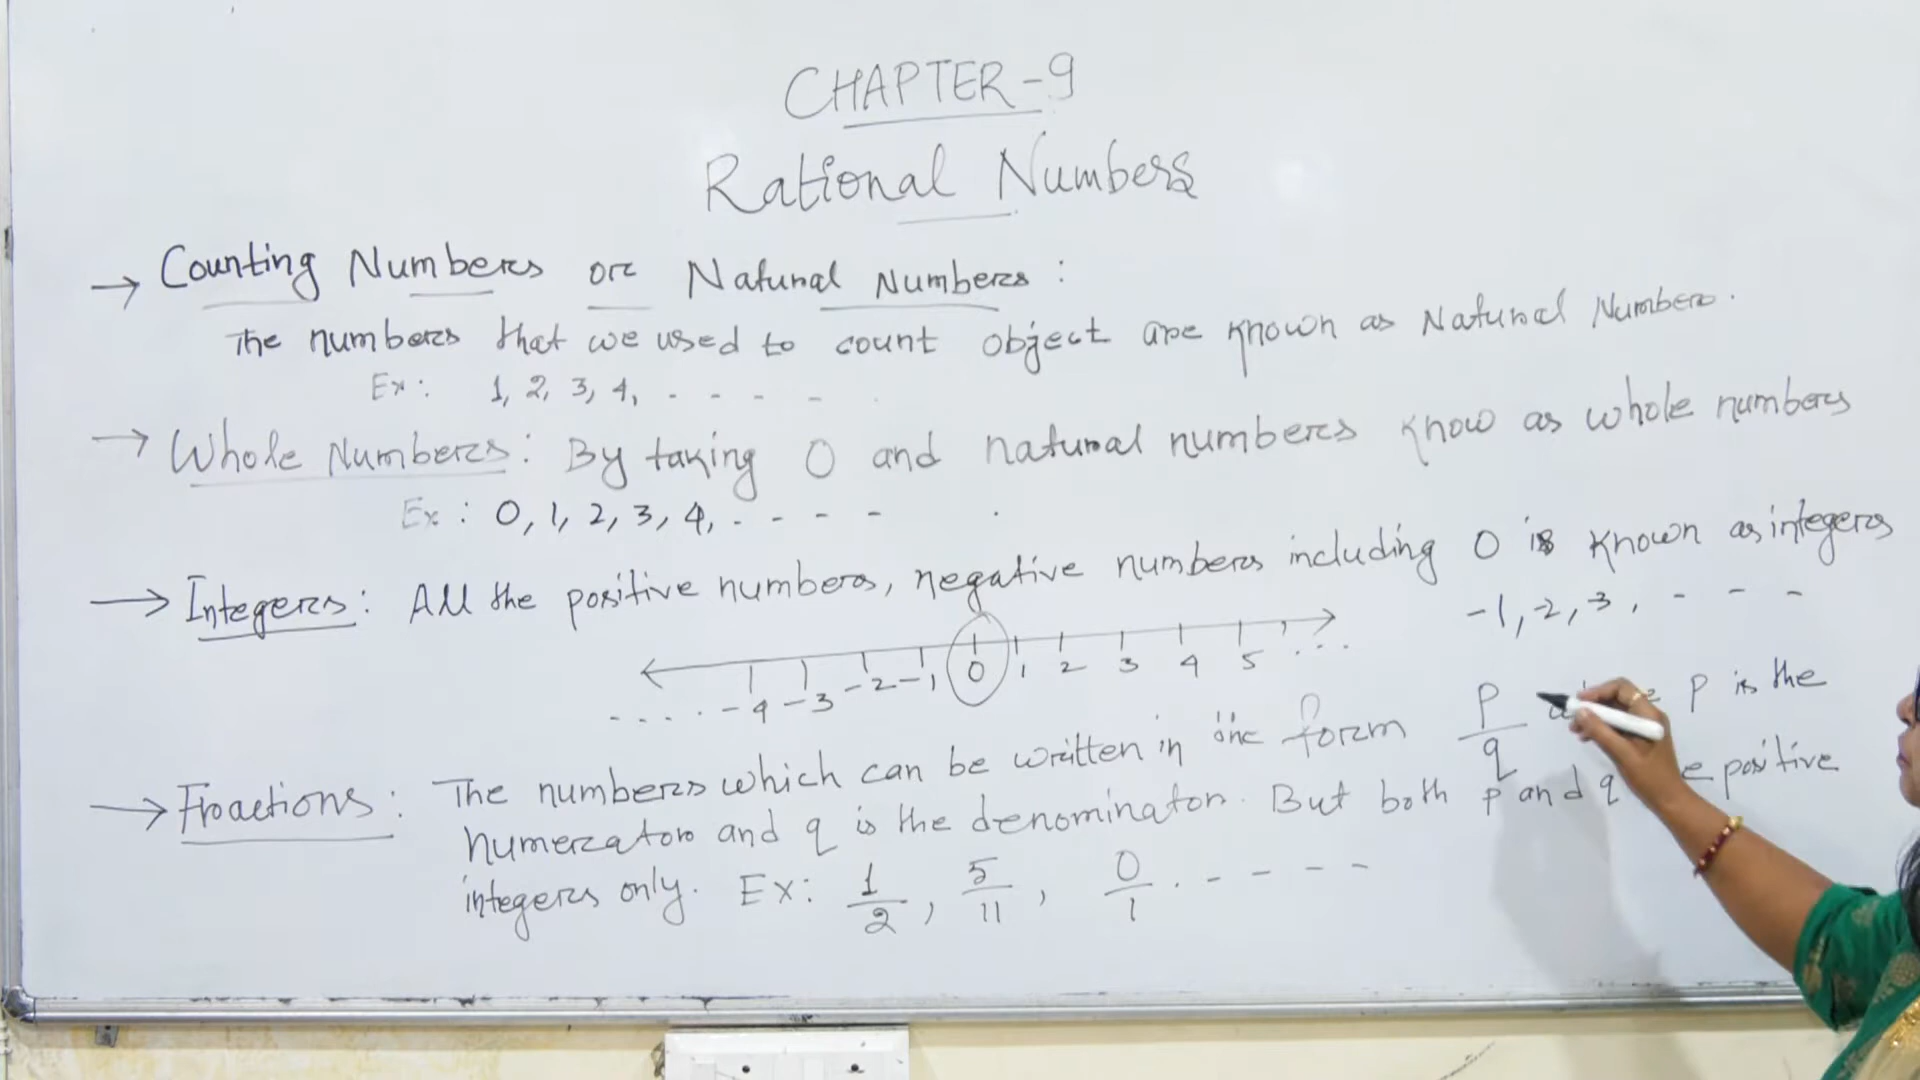 CHAPTER-9
Rational Numbers
→ Counting Numbers or Natural Numbers :
The numbers that we used to count object are known as Natural Numbers.
Ex : 1, 2, 3, 4, - - - -
→ Whole Numbers : By taking 0 and natural numbers know as whole numbers
Ex : 0, 1, 2, 3, 4, - - - -
→ Integers : All the positive numbers, negative numbers including 0 is known as integers
-1, -2, -3, - - -
. . . . . -4 -3 -2 -1 0 1 2 3 4 5 . . .
→ Fractions : The numbers which can be written in the form p/q p is the
numerator and q is the denominator. But both p and q positive
integers only. Ex : 1/2, 5/11, 0/1 . - - - -